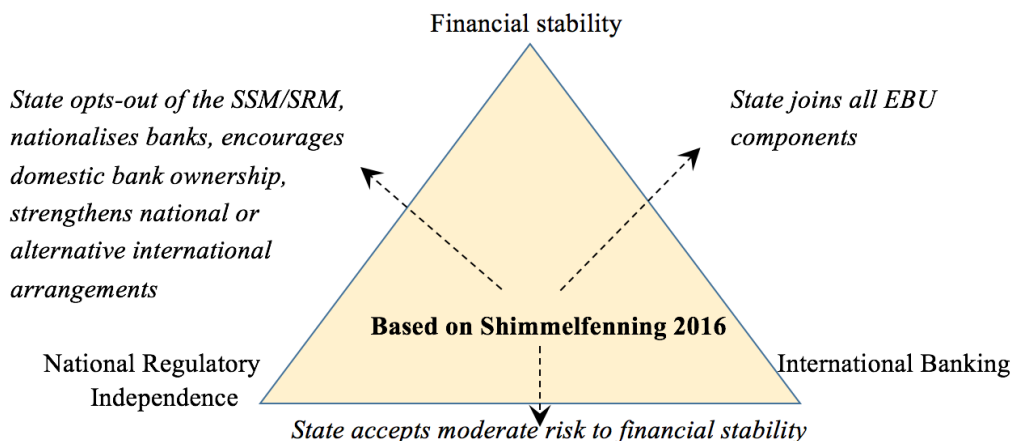 Financial stability
State opts-out of the SSM/SRM,
nationalises banks, encourages
domestic bank ownership,
strengthens national or
alternative international
arrangements
State joins all EBU
components
Based on Shimmelfenning 2016
National Regulatory
Independence
International Banking
State accepts moderate risk to financial stability